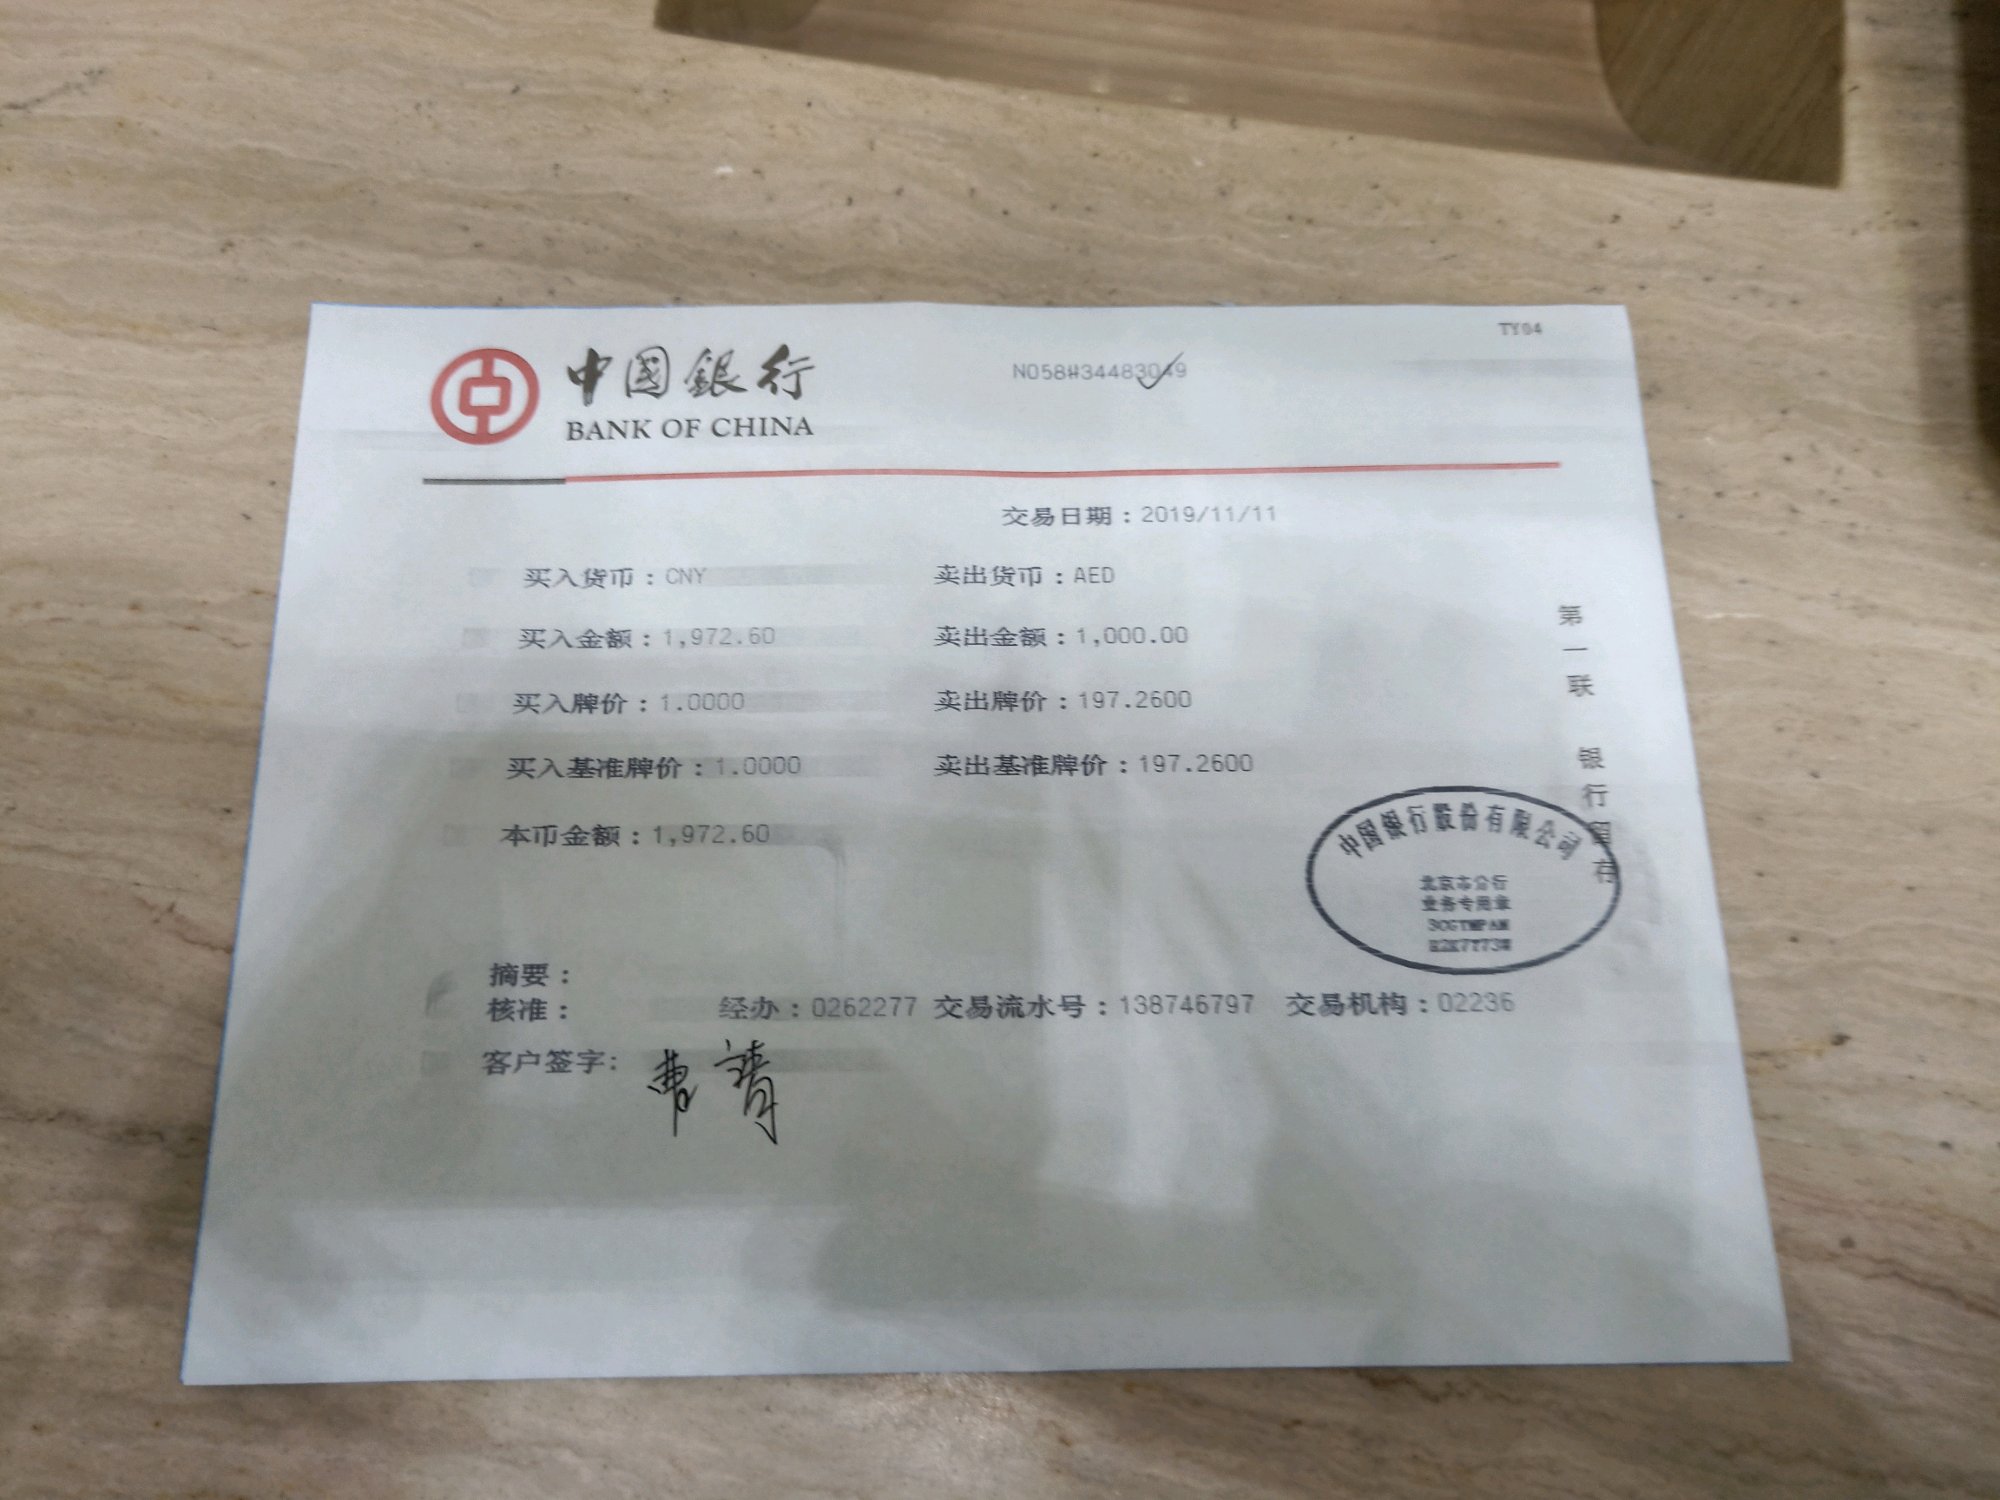 TY04
中國銀行
N058W34483049
BANK OF CHINA
交易日期：2019/11/11
买入货币：CNY 卖出货币：AED
买入金额：1,972.60 卖出金额：1,000.00
买入牌价：1.0000 卖出牌价：197.2600
买入基准牌价：1.0000 卖出基准牌价：197.2600
本币金额：1,972.60
第一联 银行留存
中国银行股份有限公司
北京市分行
业务专用章
摘要：
核准： 经办：0262277 交易流水号：138746797 交易机构：02236
客户签字: